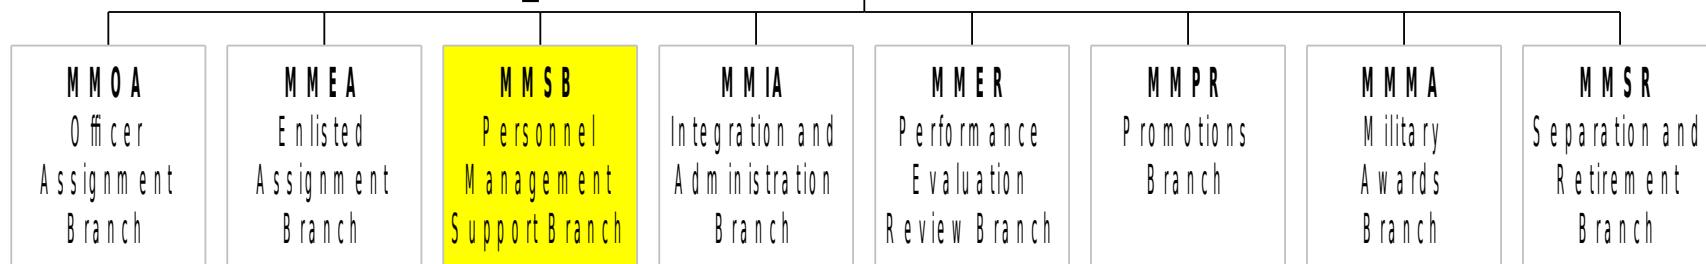 MMOA
Officer
Assignment
Branch
MMEA
Enlisted
Assignment
Branch
MMSB
Personnel
Management
Support Branch
MMIA
Integration and
Administration
Branch
MMER
Performance
Evaluation
Review Branch
MMPR
Promotions
Branch
MMMA
Military
Awards
Branch
MMSR
Separation and
Retirement
Branch